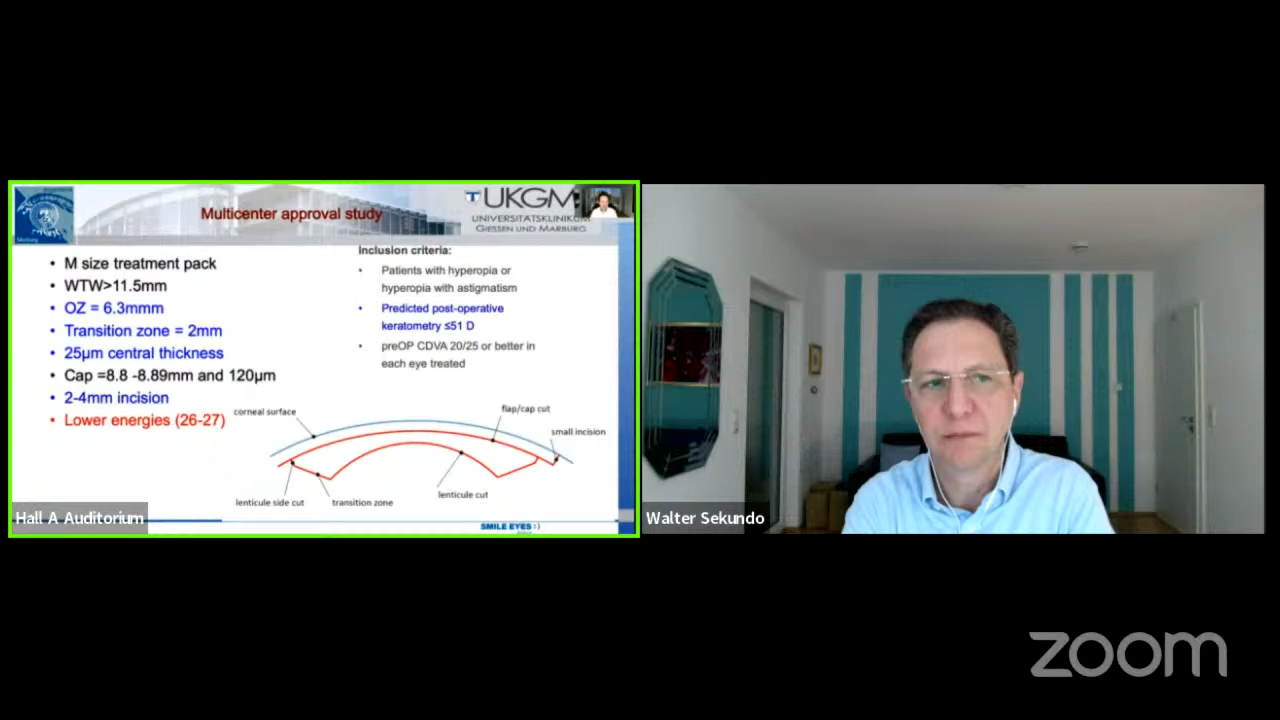 Multicenter approval study
UKGM
UNIVERSITÄTSKLINIKUM
GIESSEN UND MARBURG
Marburg
• M size treatment pack
• WTW>11.5mm
• OZ = 6.3mmm
• Transition zone = 2mm
• 25µm central thickness
• Cap =8.8 -8.89mm and 120µm
• 2-4mm incision
• Lower energies (26-27)
Inclusion criteria:
• Patients with hyperopia or
hyperopia with astigmatism
• Predicted post-operative
keratometry ≤51 D
• preOP CDVA 20/25 or better in
each eye treated
corneal surface
flap/cap cut
small incision
lenticule side cut
transition zone
lenticule cut
SMILE EYES :)
Hall A Auditorium
Walter Sekundo
zoom